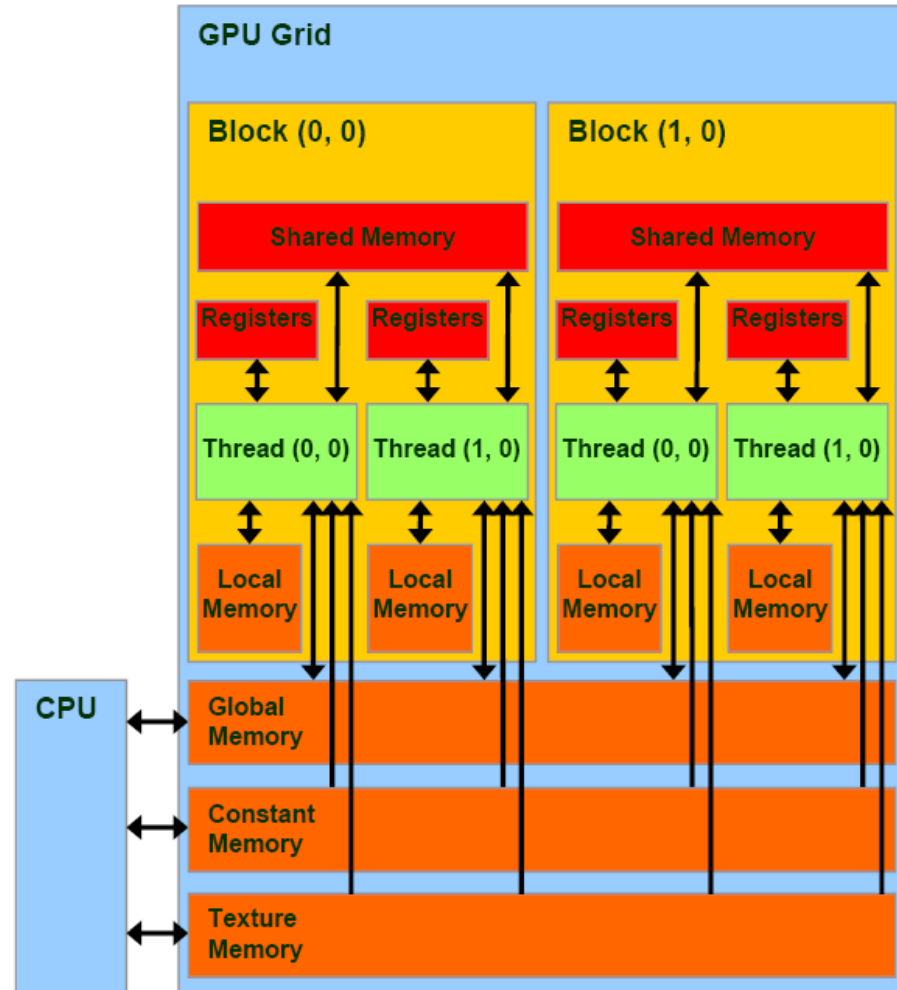 GPU Grid
Block (0, 0)
Block (1, 0)
Shared Memory
Shared Memory
Registers
Registers
Registers
Registers
Thread (0, 0)
Thread (1, 0)
Thread (0, 0)
Thread (1, 0)
Local
Memory
Local
Memory
Local
Memory
Local
Memory
CPU
Global
Memory
Constant
Memory
Texture
Memory